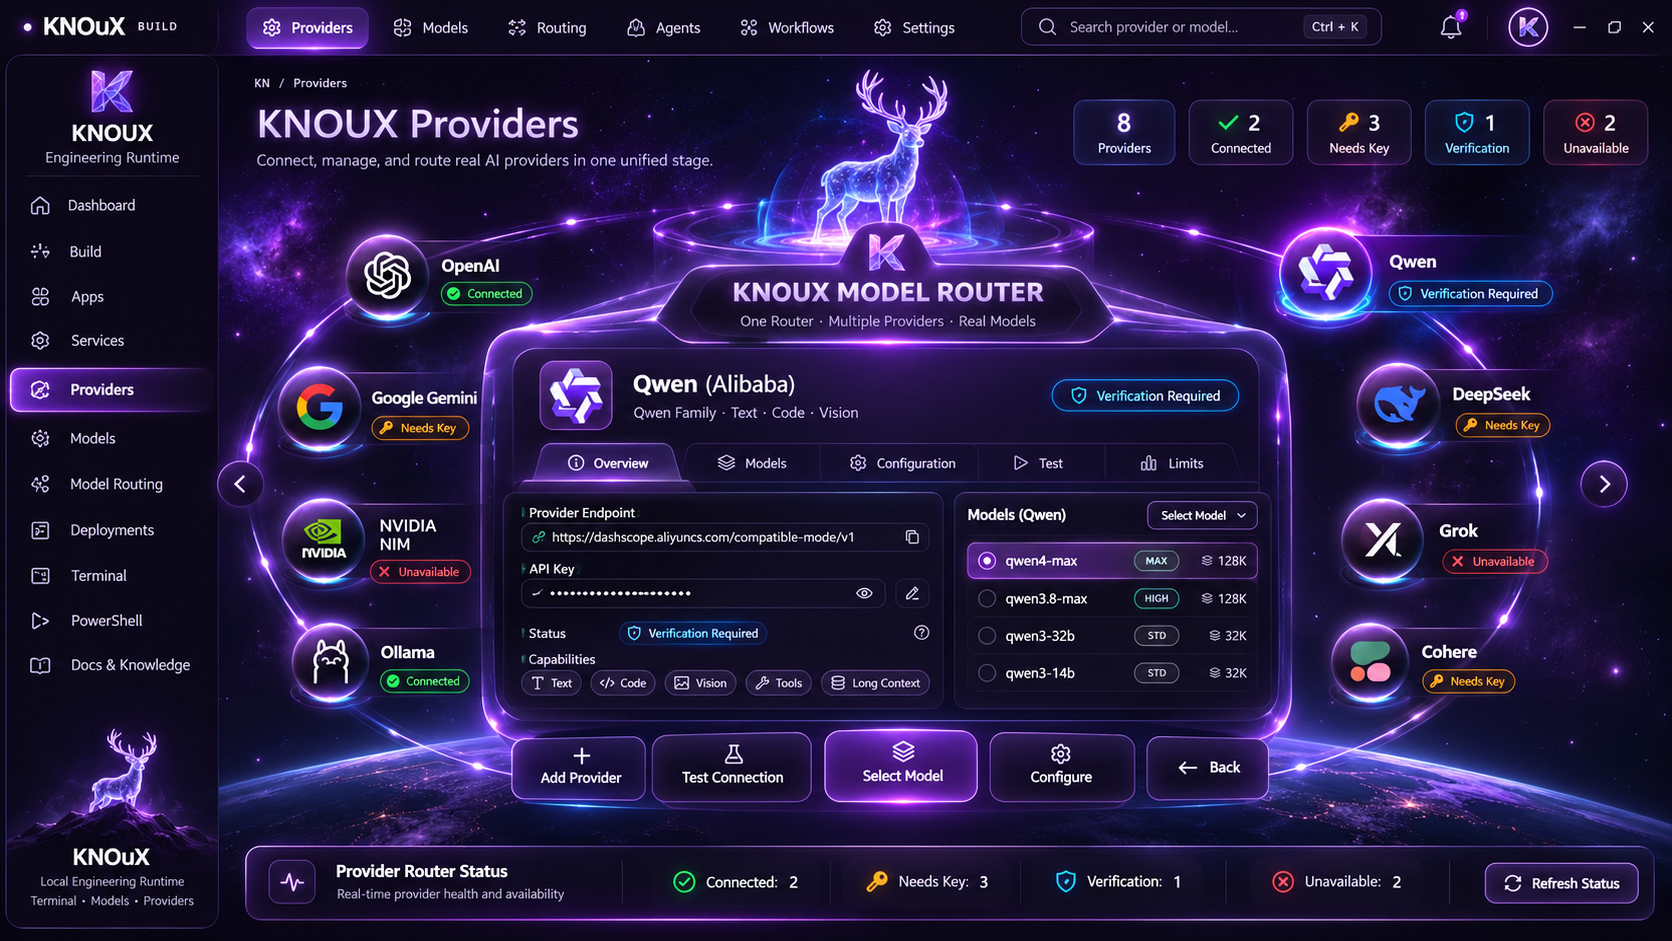 KNOuX BUILD
Providers
Models
Routing
Agents
Workflows
Settings
Search provider or model...
Ctrl + K
1
K
K
KNOUX
Engineering Runtime
Dashboard
Build
Apps
Services
Providers
Models
Model Routing
Deployments
Terminal
PowerShell
Docs & Knowledge
KNOuX
Local Engineering Runtime
Terminal • Models • Providers
KN / Providers
KNOUX Providers
Connect, manage, and route real AI providers in one unified stage.
8
Providers
2
Connected
3
Needs Key
1
Verification
2
Unavailable
OpenAI
Connected
Google Gemini
Needs Key
NVIDIA
NVIDIA
NIM
Unavailable
Ollama
Connected
K
KNOUX MODEL ROUTER
One Router · Multiple Providers · Real Models
Qwen (Alibaba)
Qwen Family · Text · Code · Vision
Verification Required
Overview
Models
Configuration
Test
Limits
Provider Endpoint
https://dashscope.aliyuncs.com/compatible-mode/v1
API Key
Status
Verification Required
Capabilities
Text
Code
Vision
Tools
Long Context
Models (Qwen)
Select Model
qwen4-max MAX 128K
qwen3.8-max HIGH 128K
qwen3-32b STD 32K
qwen3-14b STD 32K
Qwen
Verification Required
DeepSeek
Needs Key
Grok
Unavailable
Cohere
Needs Key
Add Provider
Test Connection
Select Model
Configure
Back
Provider Router Status
Real-time provider health and availability
Connected: 2
Needs Key: 3
Verification: 1
Unavailable: 2
Refresh Status